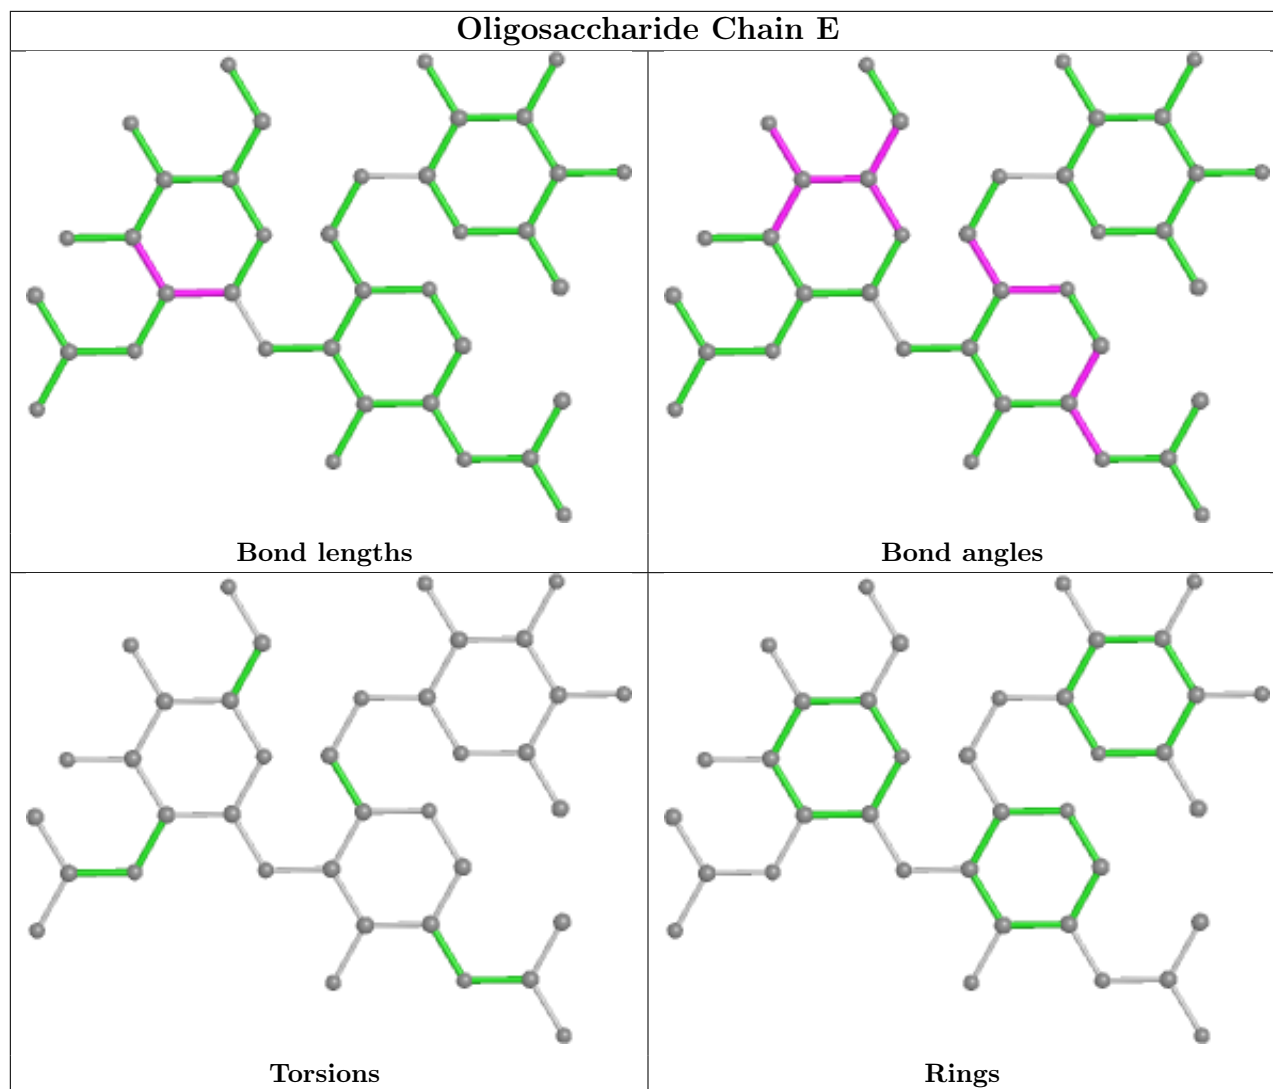 Oligosaccharide Chain E
Bond lengths
Bond angles
Torsions
Rings